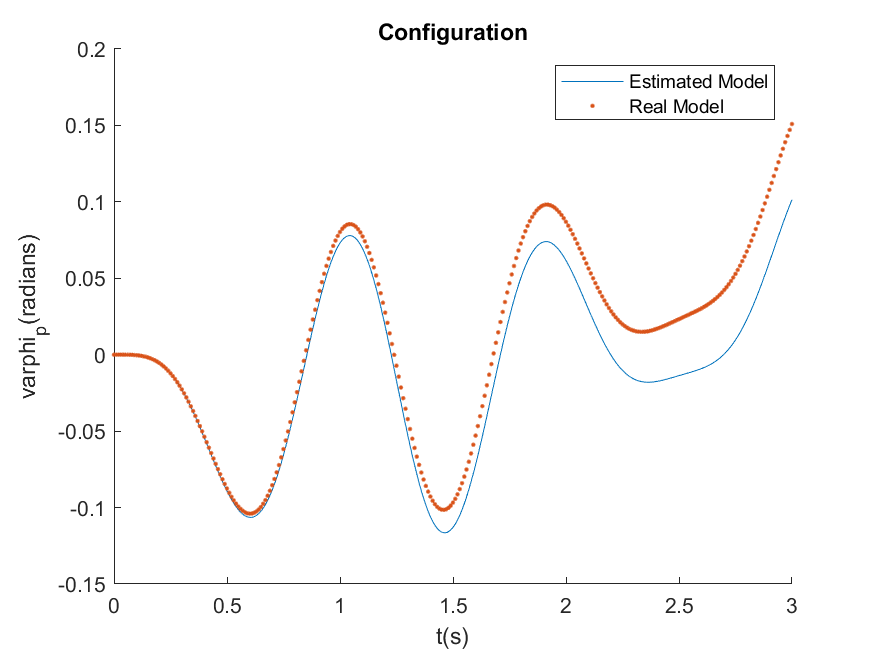 Configuration
0.2
Estimated Model
Real Model
0.15
0.1
0.05
0
-0.05
-0.1
-0.15
varphi_p(radians)
0 0.5 1 1.5 2 2.5 3
t(s)